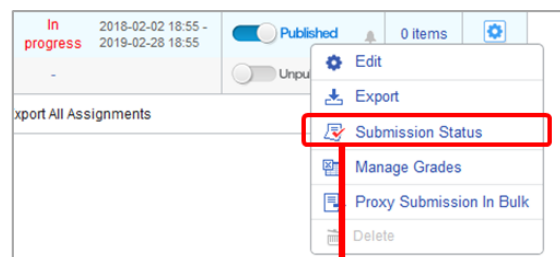 In progress 2018-02-02 18:55 - 2019-02-28 18:55 Published 0 items
- Unpu
Edit
Export
xport All Assignments
Submission Status
Manage Grades
Proxy Submission In Bulk
Delete